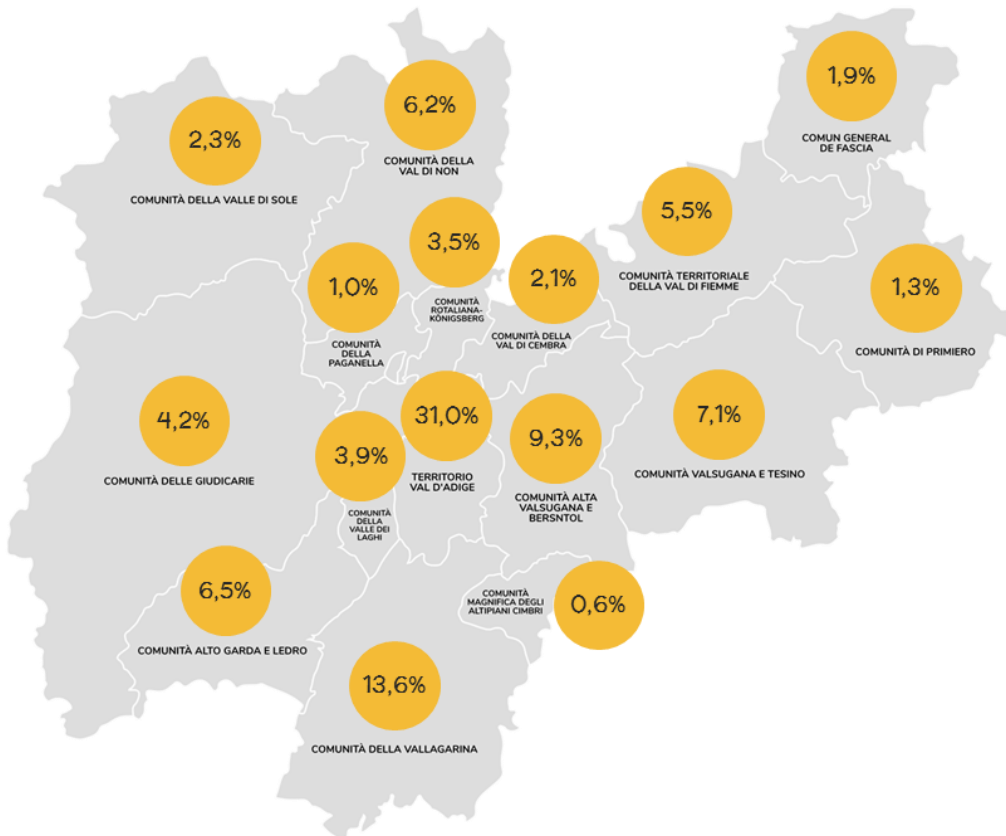 1,9%
COMUN GENERAL
DE FASCIA
6,2%
COMUNITÀ DELLA
VAL DI NON
2,3%
COMUNITÀ DELLA VALLE DI SOLE
5,5%
COMUNITÀ TERRITORIALE
DELLA VAL DI FIEMME
3,5%
COMUNITÀ
ROTALIANA-
KÖNIGSBERG
2,1%
COMUNITÀ DELLA
VAL DI CEMBRA
1,0%
COMUNITÀ
DELLA
PAGANELLA
1,3%
COMUNITÀ DI PRIMIERO
4,2%
COMUNITÀ DELLE GIUDICARIE
31,0%
TERRITORIO
VAL D'ADIGE
3,9%
COMUNITÀ
DELLA
VALLE DEI
LAGHI
9,3%
COMUNITÀ ALTA
VALSUGANA E
BERSNTOL
7,1%
COMUNITÀ VALSUGANA E TESINO
6,5%
COMUNITÀ ALTO GARDA E LEDRO
COMUNITÀ
MAGNIFICA DEGLI
ALTIPIANI CIMBRI
0,6%
13,6%
COMUNITÀ DELLA VALLAGARINA